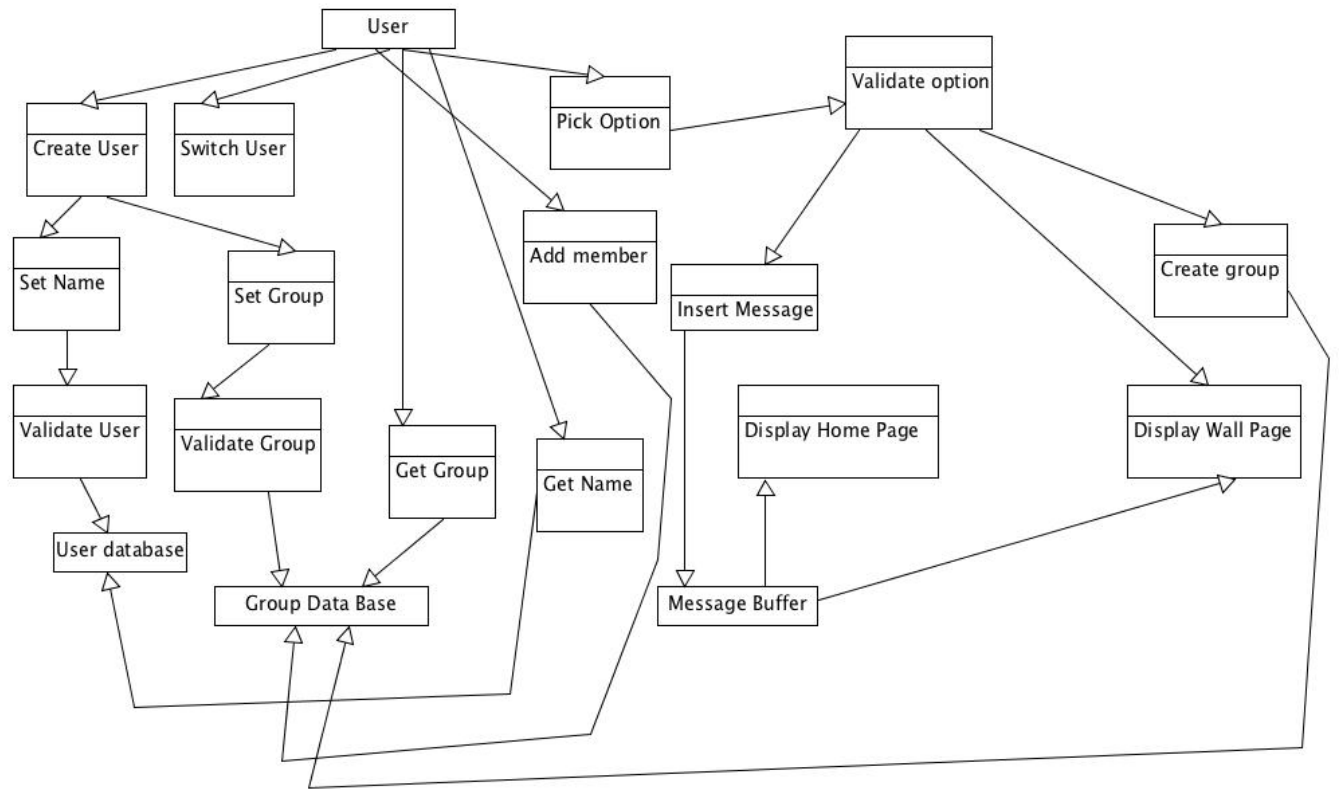 User
Validate option
Pick Option
Create User
Switch User
Add member
Create group
Set Name
Set Group
Insert Message
Validate User
Validate Group
Display Home Page
Display Wall Page
Get Group
Get Name
User database
Group Data Base
Message Buffer